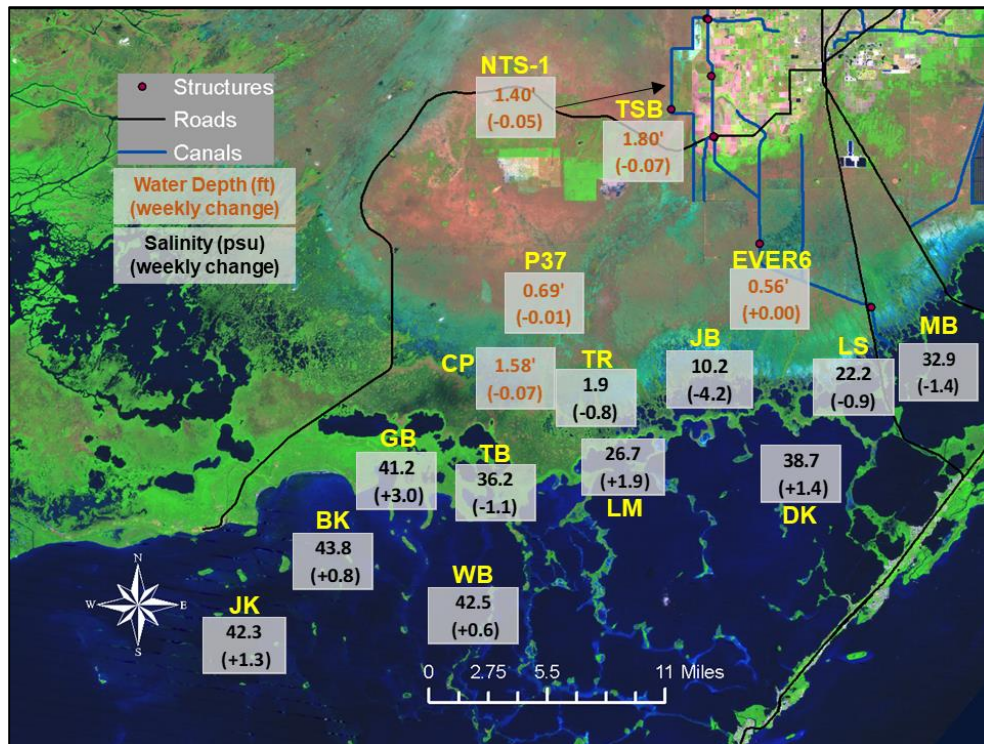 Structures
Roads
Canals
Water Depth (ft)
(weekly change)
Salinity (psu)
(weekly change)
NTS-1
1.40'
(-0.05)
TSB
1.80'
(-0.07)
P37
0.69'
(-0.01)
EVER6
0.56'
(+0.00)
CP
1.58'
(-0.07)
TR
1.9
(-0.8)
JB
10.2
(-4.2)
LS
22.2
(-0.9)
MB
32.9
(-1.4)
GB
41.2
(+3.0)
TB
36.2
(-1.1)
26.7
(+1.9)
LM
38.7
(+1.4)
DK
BK
43.8
(+0.8)
WB
42.5
(+0.6)
JK
42.3
(+1.3)
N
W E
S
0 2.75 5.5 11 Miles